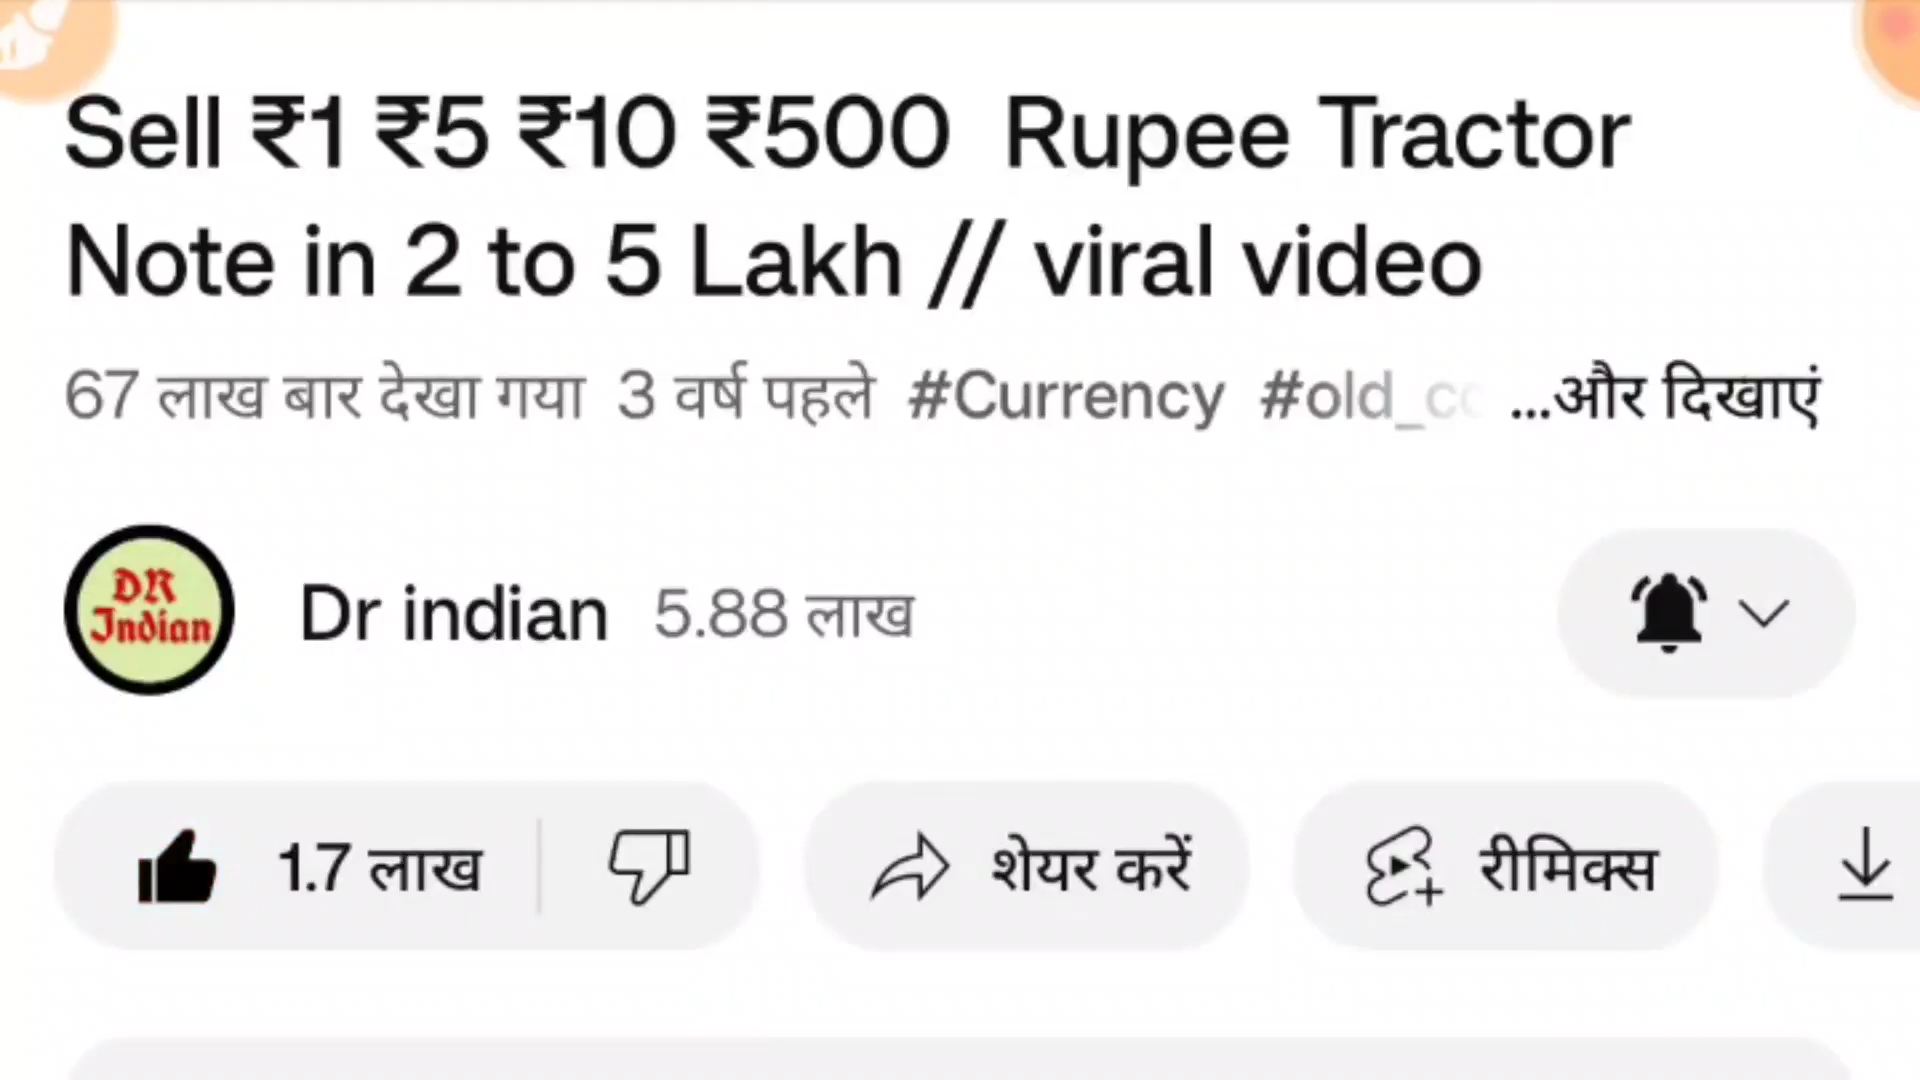 Sell ₹1 ₹5 ₹10 ₹500 Rupee Tractor
Note in 2 to 5 Lakh // viral video
67 लाख बार देखा गया 3 वर्ष पहले #Currency #old_co ...और दिखाएं
DR
Indian
Dr indian 5.88 लाख
1.7 लाख
शेयर करें
रीमिक्स